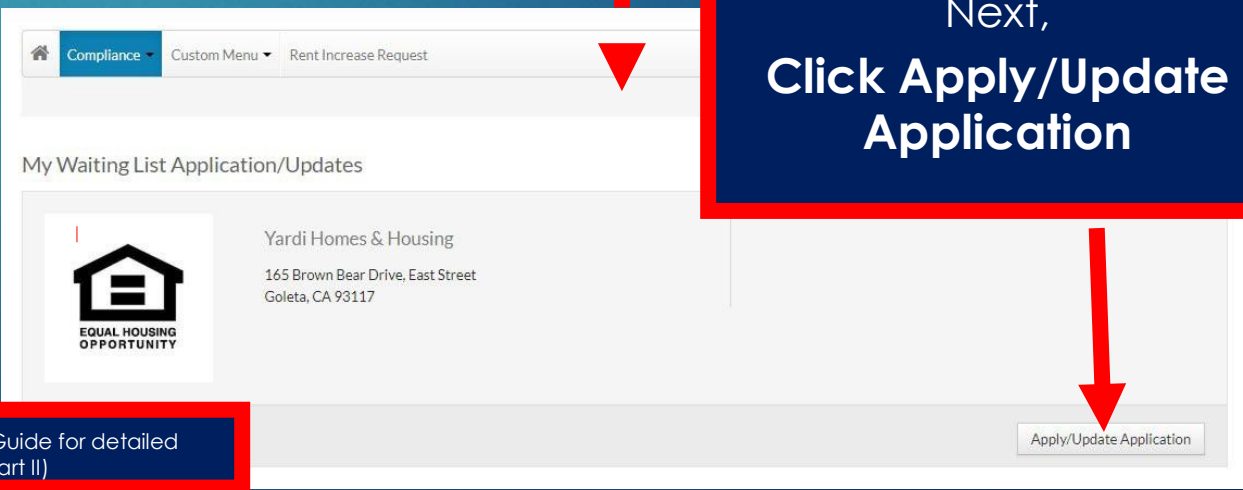 Next,
Click Apply/Update
Application
Compliance Custom Menu Rent Increase Request
My Waiting List Application/Updates
Yardi Homes & Housing
165 Brown Bear Drive, East Street
Goleta, CA 93117
EQUAL HOUSING
OPPORTUNITY
Apply/Update Application
Guide for detailed
art II)